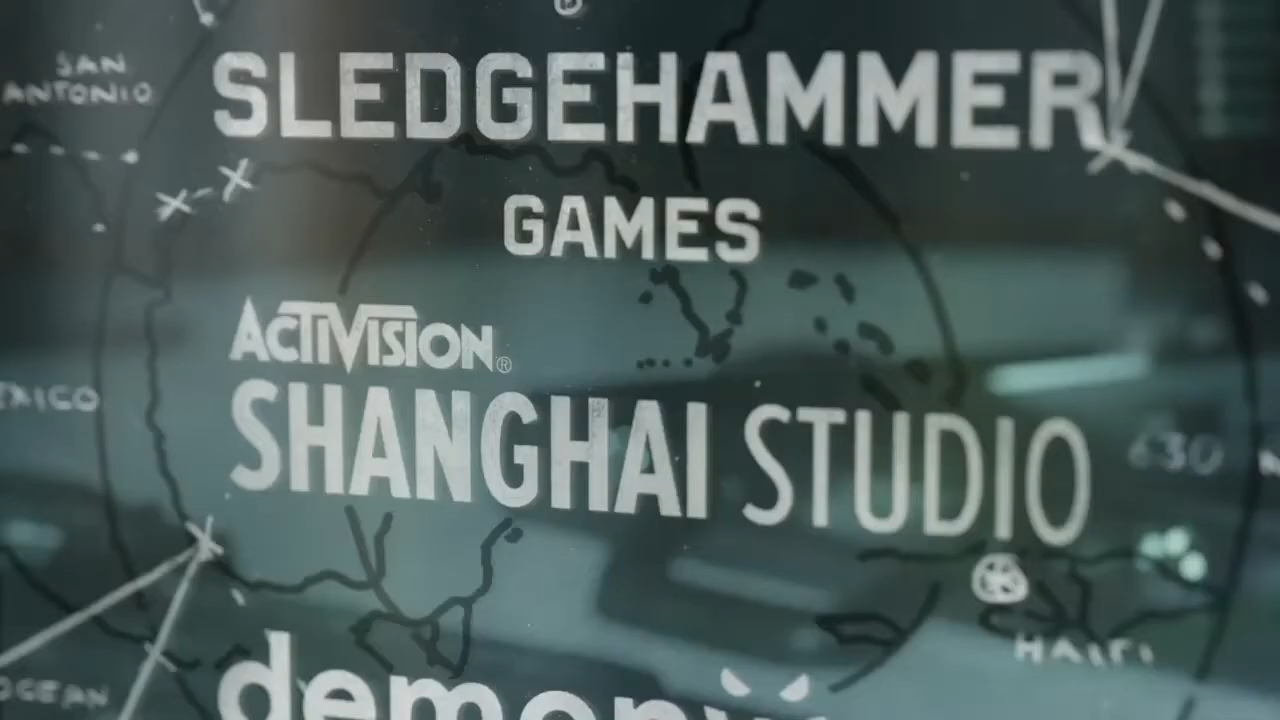 SAN
ANTONIO
SLEDGEHAMMER
GAMES
ACTIVISION®
SHANGHAI STUDIO
630
HAITI
OCEAN